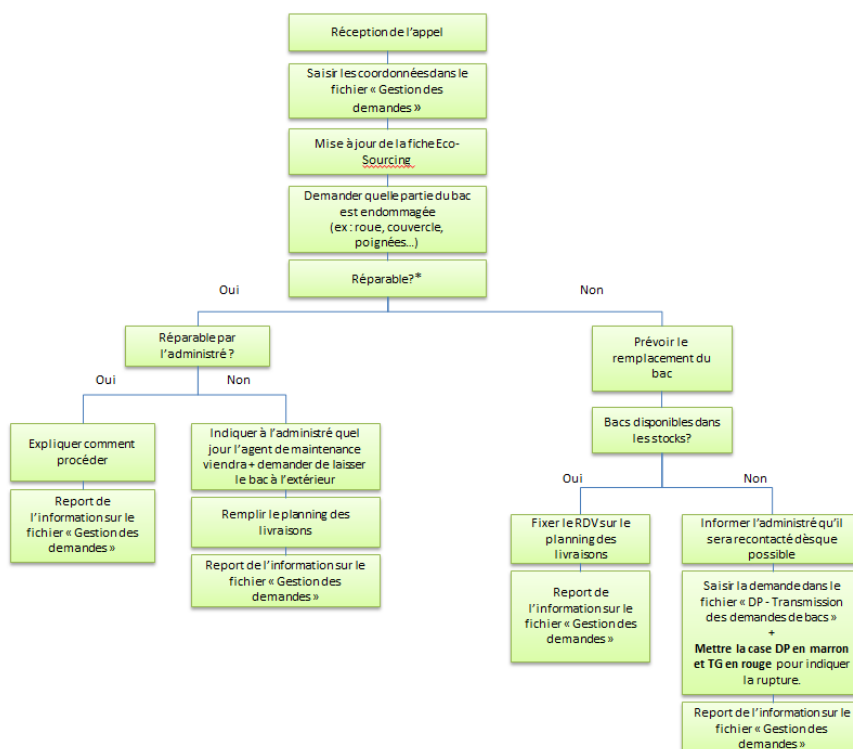 Réception de l'appel
Saisir les coordonnées dans le
fichier « Gestion des
demandes »
Mise à jour de la fiche Eco-
Sourcing
Demander quelle partie du bac
est endommagée
(ex : roue, couvercle,
poignées…)
Réparable?*
Oui
Non
Réparable par
l'administré ?
Oui
Non
Expliquer comment
procéder
Report de
l'information sur le
fichier « Gestion des
demandes »
Indiquer à l'administré quel
jour l'agent de maintenance
viendra + demander de laisser
le bac à l'extérieur
Remplir le planning des
livraisons
Report de l'information sur le
fichier « Gestion des
demandes »
Prévoir le
remplacement du
bac
Bacs disponibles dans
les stocks?
Oui
Non
Fixer le RDV sur le
planning des
livraisons
Report de
l'information sur le
fichier « Gestion des
demandes »
Informer l'administré qu'il
sera recontacté dès que
possible
Saisir la demande dans le
fichier « DP - Transmission
des demandes de bacs »
+
Mettre la case DP en marron
et TG en rouge pour indiquer
la rupture.
Report de l'information sur le
fichier « Gestion des
demandes »